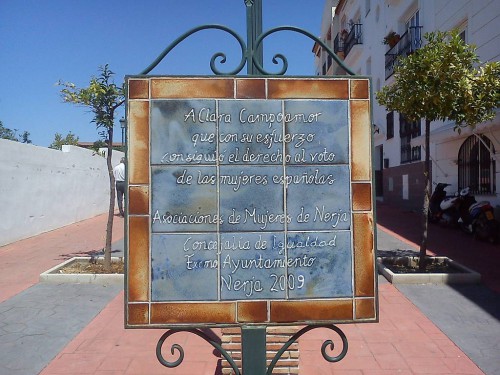 A Clara Campoamor
que con su esfuerzo
consiguió el derecho al voto
de las mujeres españolas
Asociaciones de Mujeres de Nerja
Concejalía de Igualdad
Excmo Ayuntamiento
Nerja 2009